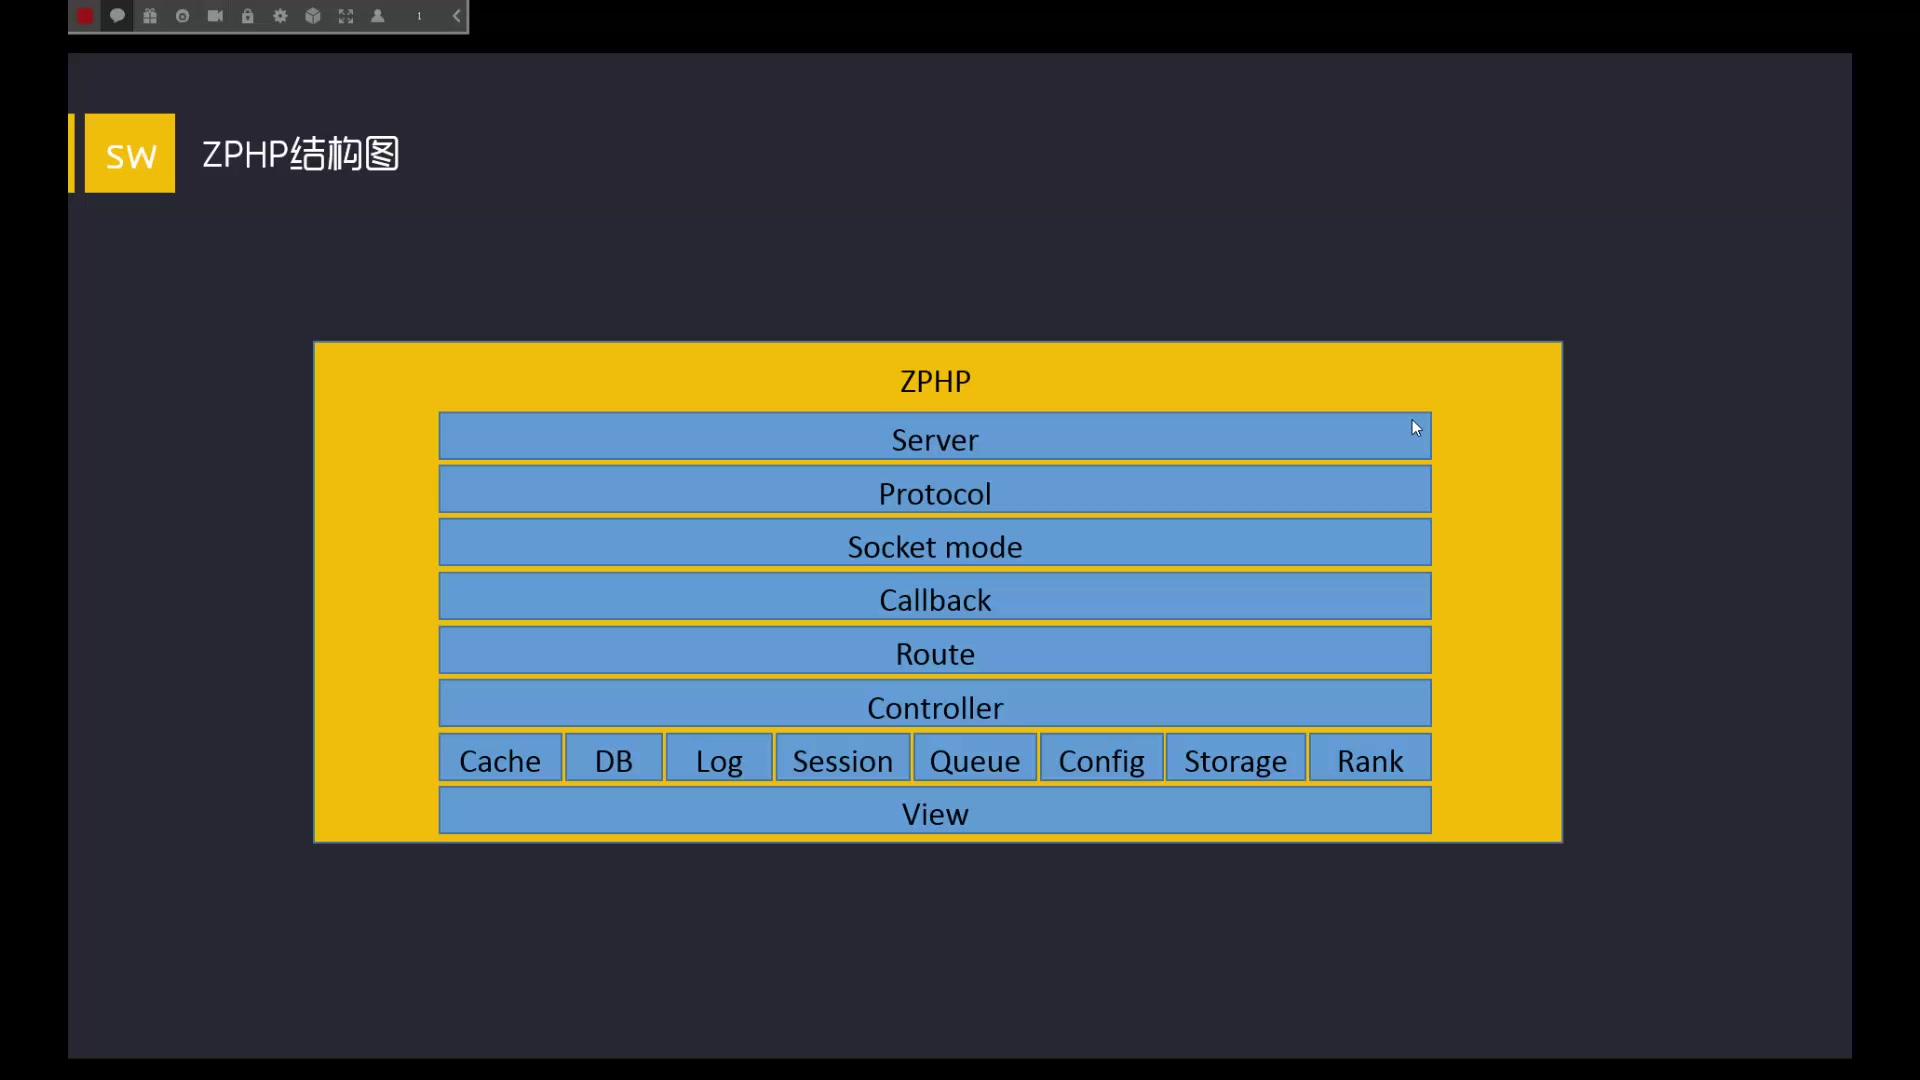 1
SW
ZPHP结构图
ZPHP
Server
Protocol
Socket mode
Callback
Route
Controller
Cache DB Log Session Queue Config Storage Rank
View